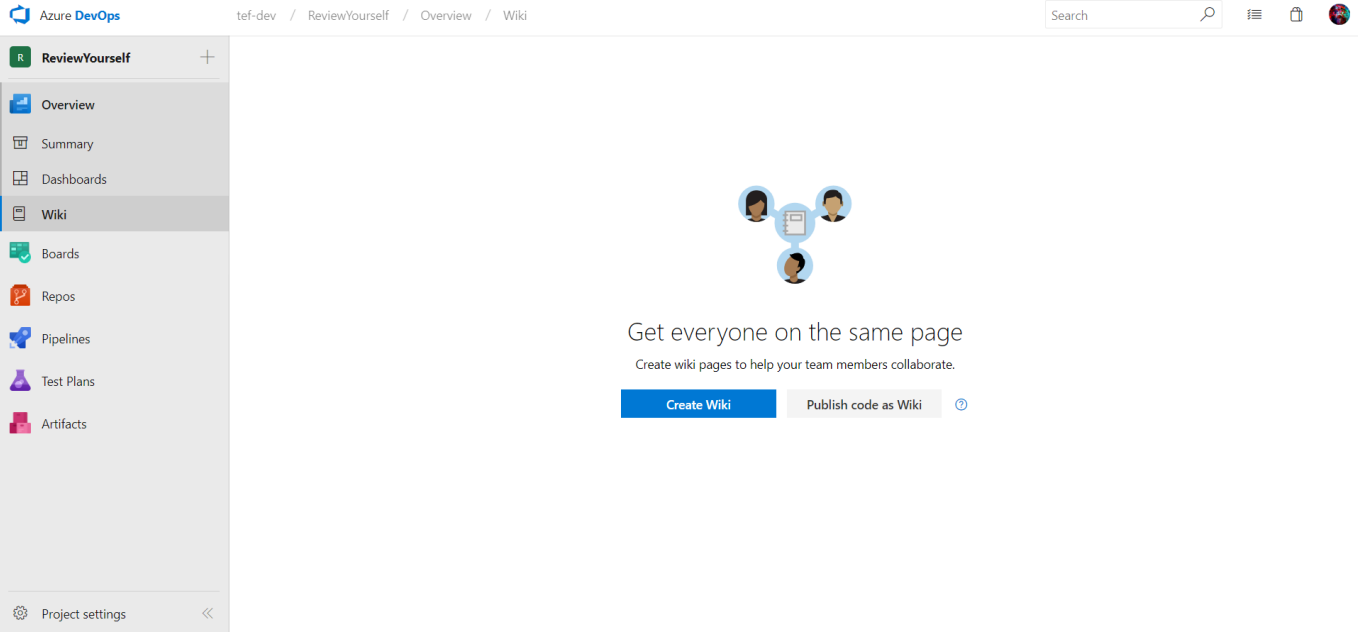 Azure DevOps
tef-dev / ReviewYourself / Overview / Wiki
Search
R ReviewYourself
Overview
Summary
Dashboards
Wiki
Boards
Repos
Pipelines
Test Plans
Artifacts
Project settings
Get everyone on the same page
Create wiki pages to help your team members collaborate.
Create Wiki
Publish code as Wiki
?